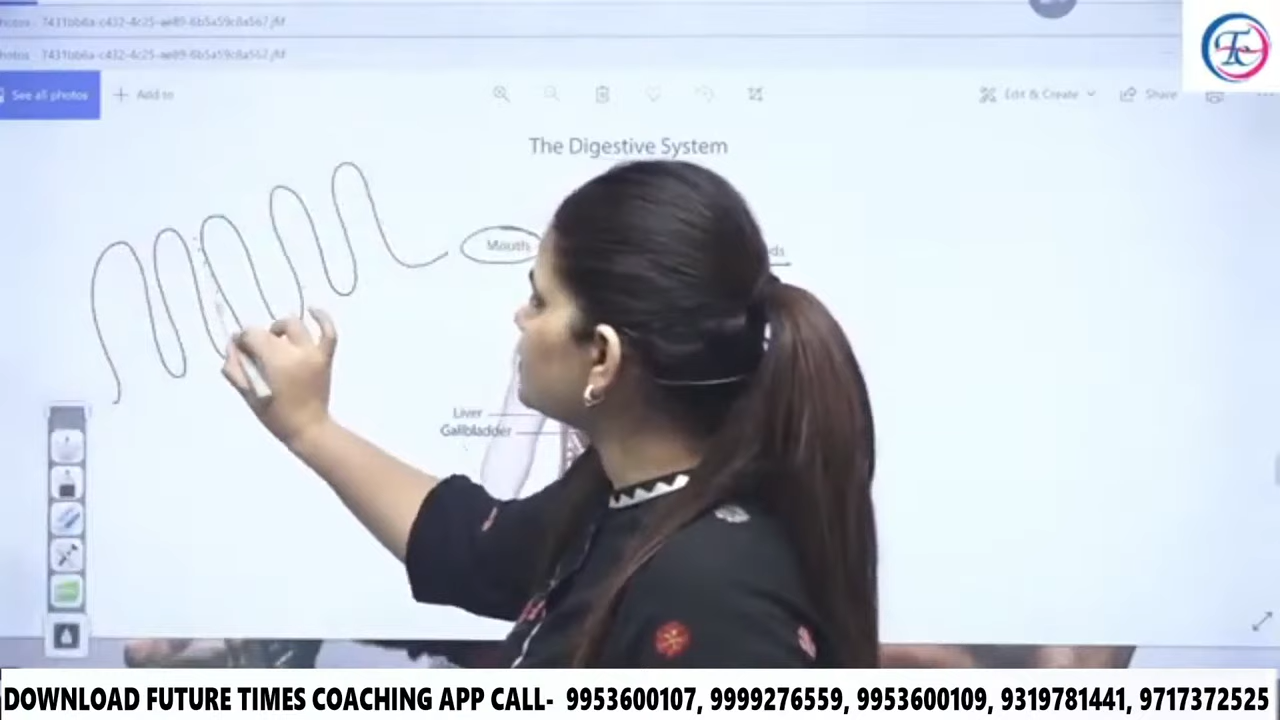 See all photos
Add to
Edit & Create
Share
The Digestive System
Mouth
Liver
Gallbladder
DOWNLOAD FUTURE TIMES COACHING APP CALL- 9953600107, 9999276559, 9953600109, 9319781441, 9717372525